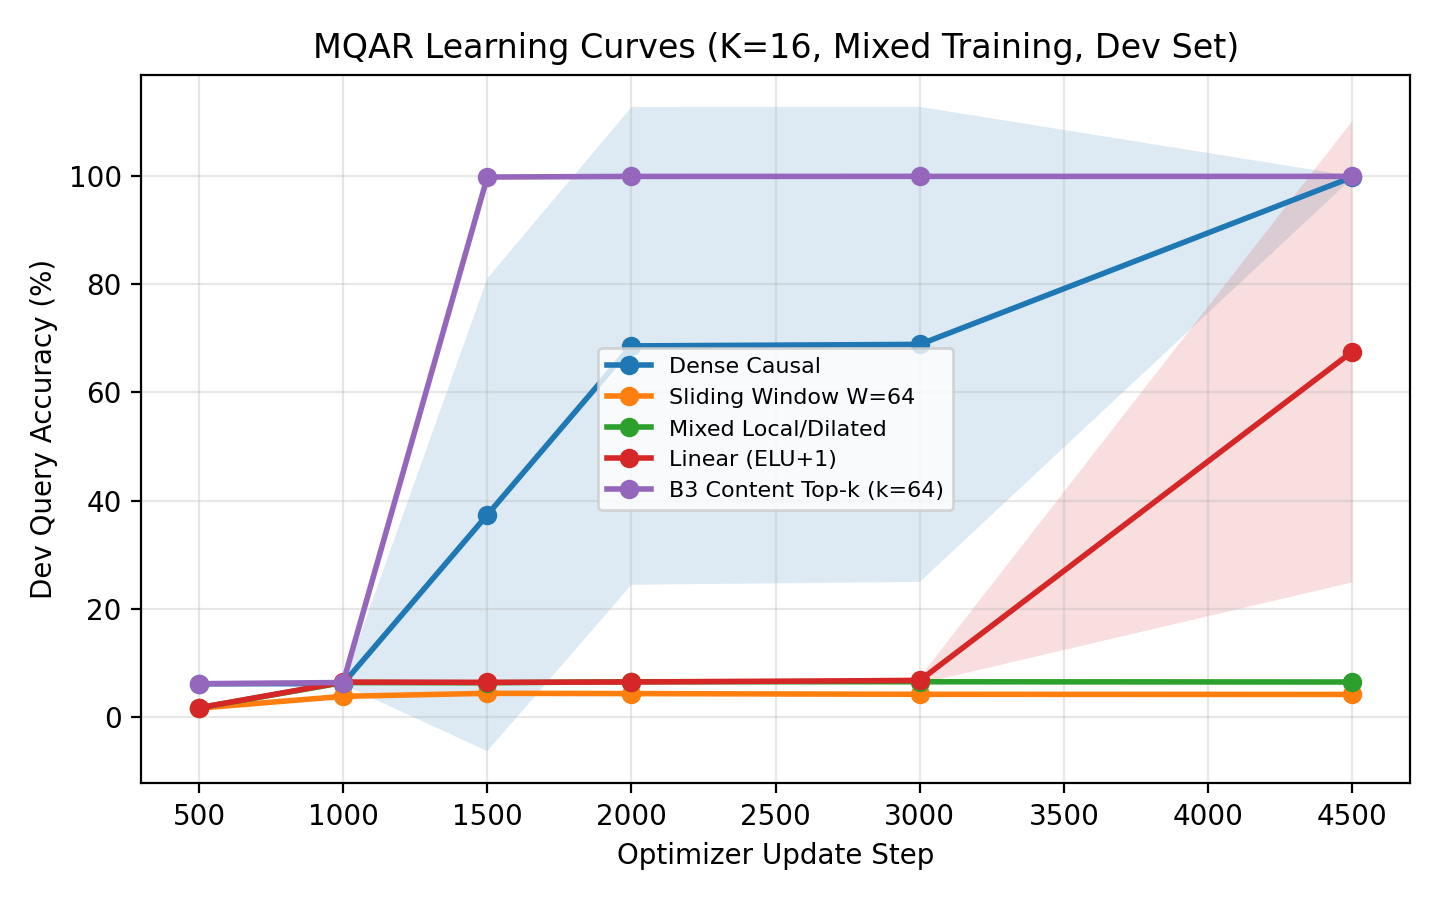 MQAR Learning Curves (K=16, Mixed Training, Dev Set)
Dev Query Accuracy (%)
100
80
60
40
20
0
Dense Causal
Sliding Window W=64
Mixed Local/Dilated
Linear (ELU+1)
B3 Content Top-k (k=64)
500 1000 1500 2000 2500 3000 3500 4000 4500
Optimizer Update Step